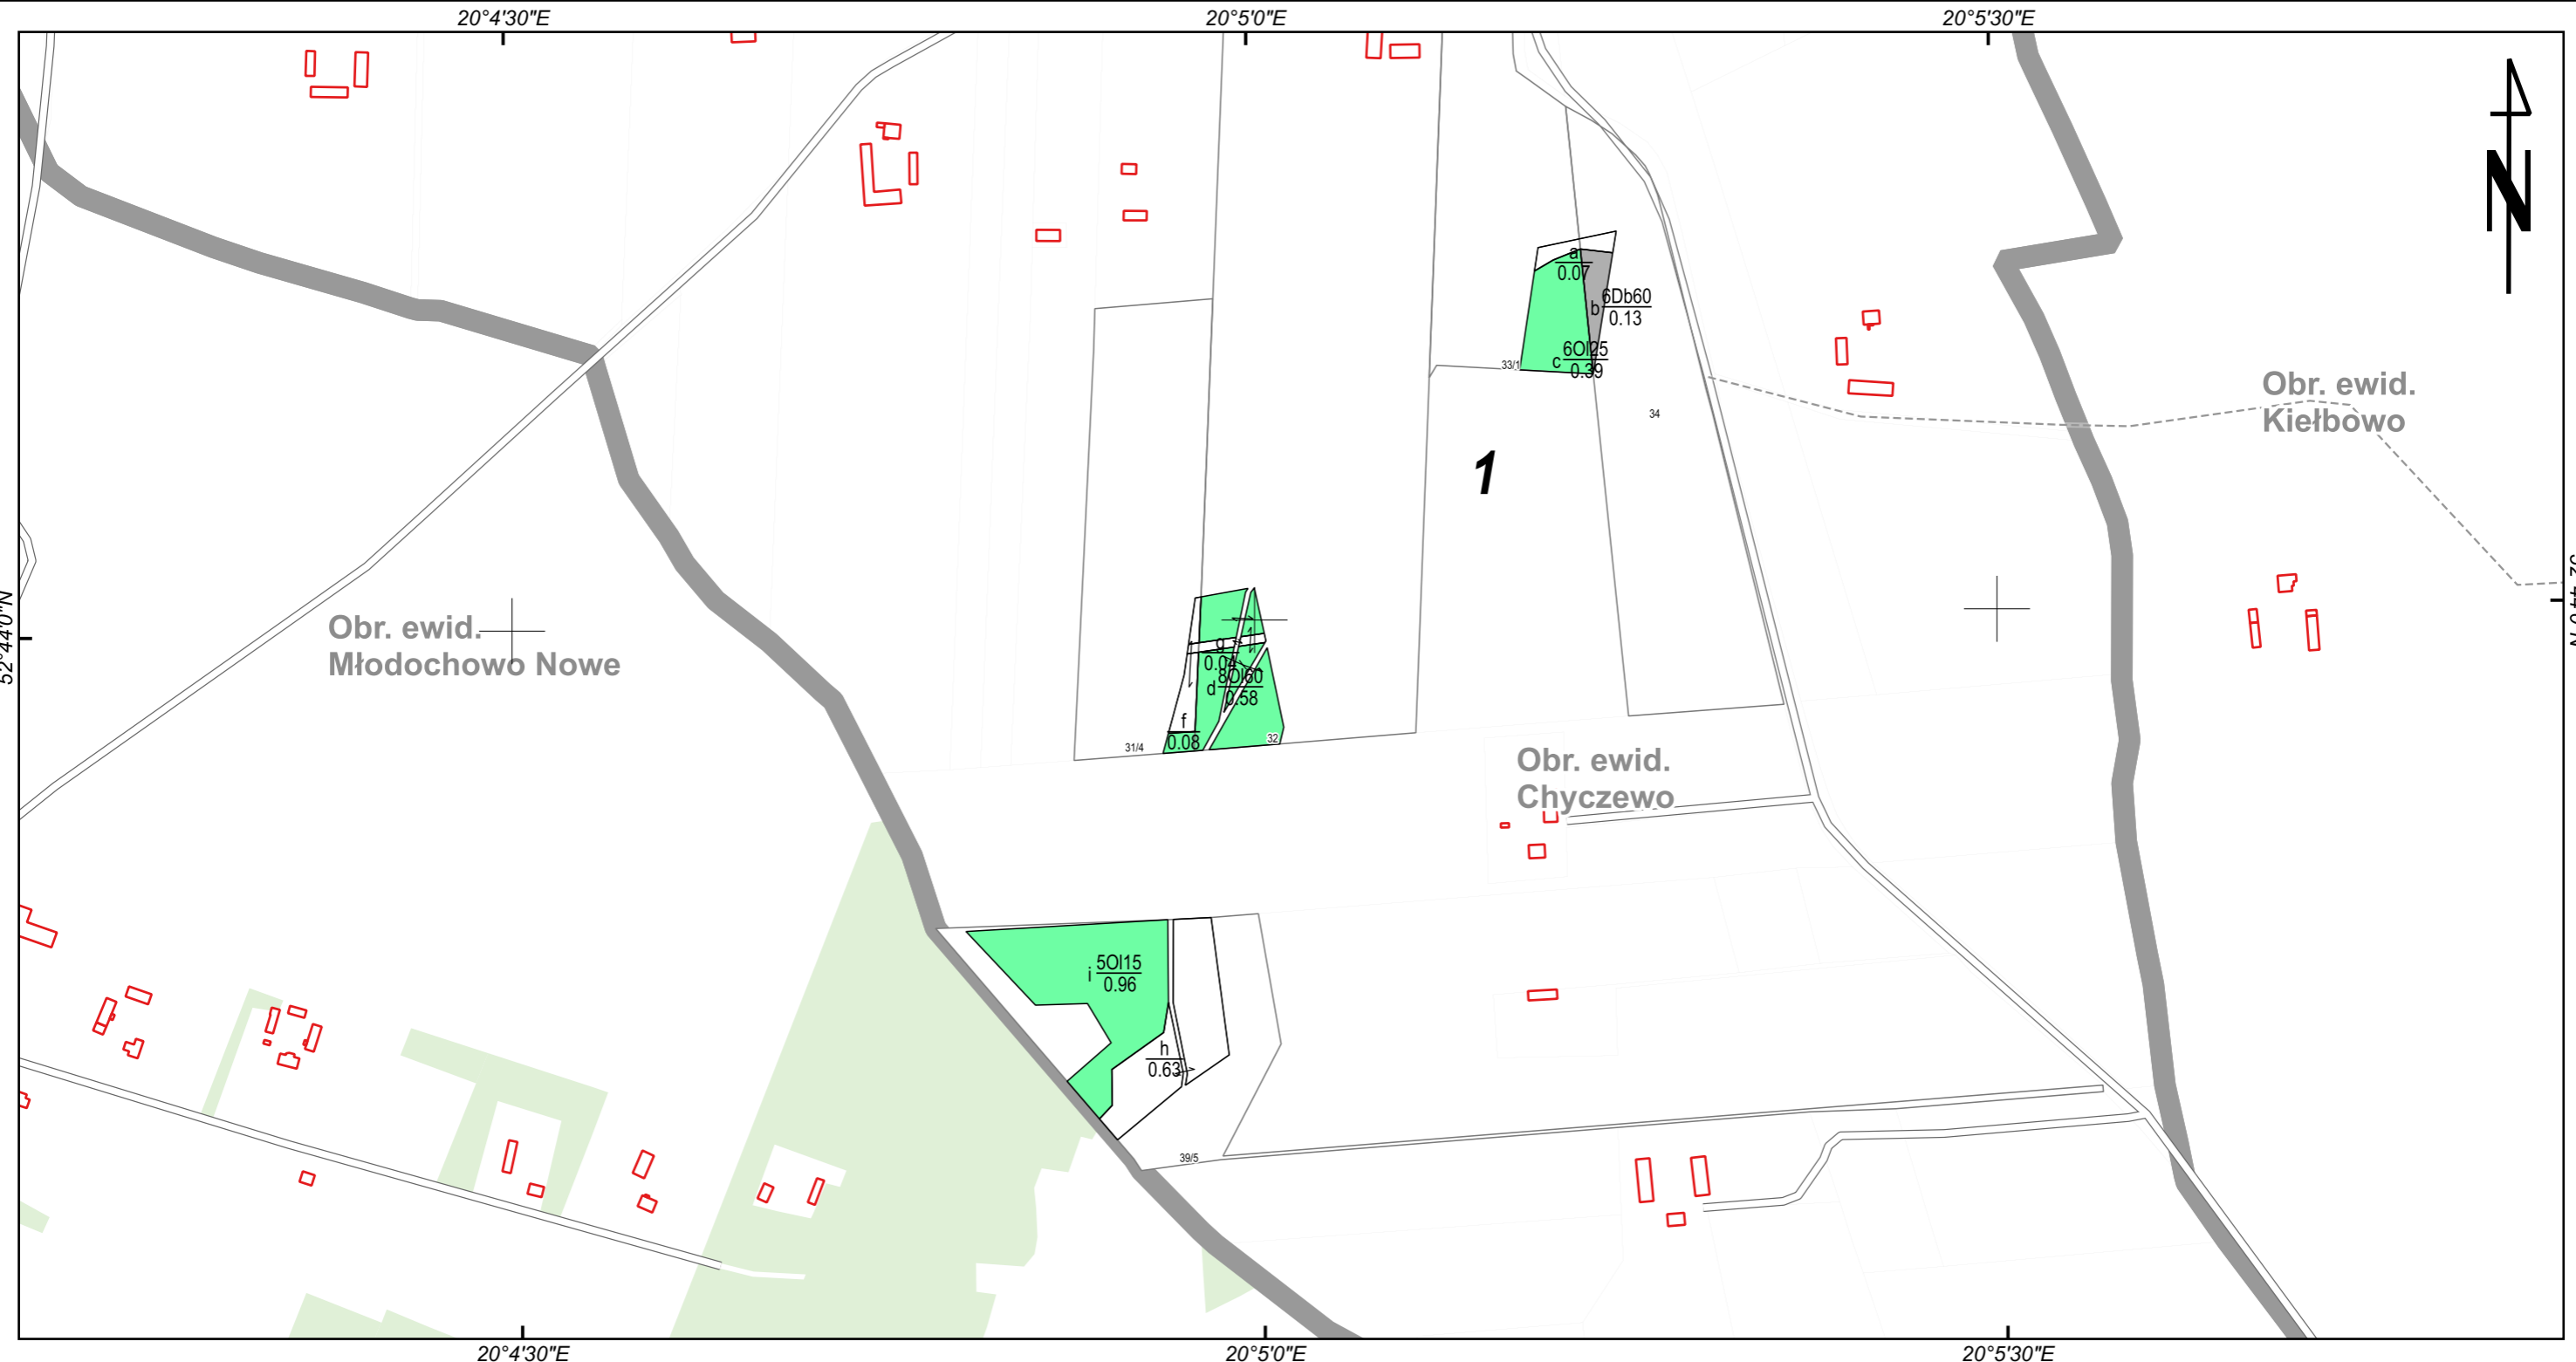 20°4'30"E
20°5'0"E
20°5'30"E
N
a
0.07
6Db60
b
0.13
6Ol25
c
0.39
33/1
34
Obr. ewid.
Kiełbowo
1
52°44'0"N
Obr. ewid.
Młodochowo Nowe
g
0.04
8Ol60
d
0.58
f
0.08
31/4
32
Obr. ewid.
Chyczewo
5Ol15
i
0.96
h
0.63
39/5
20°4'30"E
20°5'0"E
20°5'30"E